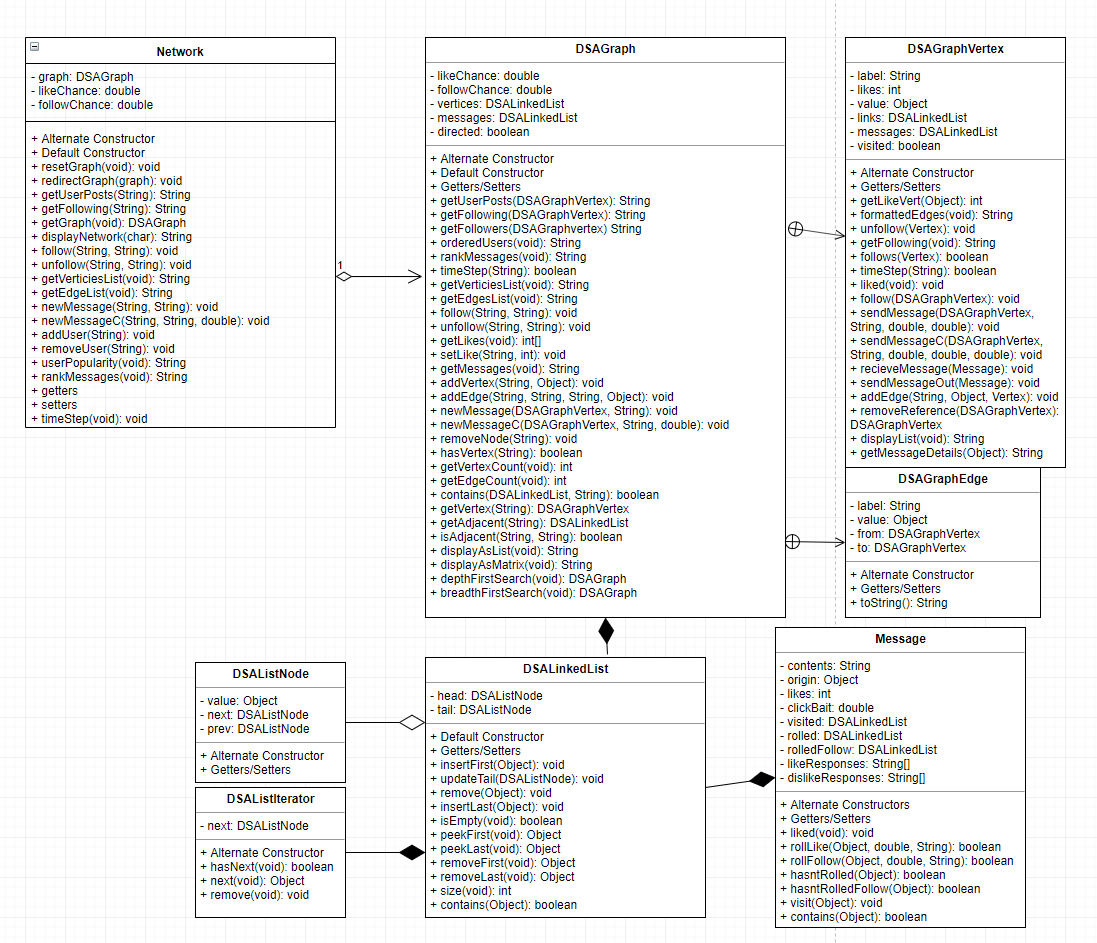 Network
- graph: DSAGraph
- likeChance: double
- followChance: double
+ Alternate Constructor
+ Default Constructor
+ resetGraph(void): void
+ redirectGraph(graph): void
+ getUserPosts(String): String
+ getFollowing(String): String
+ getGraph(void): DSAGraph
+ displayNetwork(char): String
+ follow(String, String): void
+ unfollow(String, String): void
+ getVerticiesList(void): String
+ getEdgeList(void): String
+ newMessage(String, String): void
+ newMessageC(String, String, double): void
+ addUser(String): void
+ removeUser(String): void
+ userPopularity(void): String
+ rankMessages(void): String
+ getters
+ setters
+ timeStep(void): void
1
DSAGraph
- likeChance: double
- followChance: double
- vertices: DSALinkedList
- messages: DSALinkedList
- directed: boolean
+ Alternate Constructor
+ Default Constructor
+ Getters/Setters
+ getUserPosts(DSAGraphVertex): String
+ getFollowing(DSAGraphVertex): String
+ getFollowers(DSAGraphvertex) String
+ orderedUsers(void): String
+ rankMessages(void): String
+ timeStep(String): boolean
+ getVerticiesList(void): String
+ getEdgesList(void): String
+ follow(String, String): void
+ unfollow(String, String): void
+ getLikes(void): int[]
+ setLike(String, int): void
+ getMessages(void): String
+ addVertex(String, Object): void
+ addEdge(String, String, String, Object): void
+ newMessage(DSAGraphVertex, String): void
+ newMessageC(DSAGraphVertex, String, double): void
+ removeNode(String): void
+ hasVertex(String): boolean
+ getVertexCount(void): int
+ getEdgeCount(void): int
+ contains(DSALinkedList, String): boolean
+ getVertex(String): DSAGraphVertex
+ getAdjacent(String): DSALinkedList
+ isAdjacent(String, String): boolean
+ displayAsList(void): String
+ displayAsMatrix(void): String
+ depthFirstSearch(void): DSAGraph
+ breadthFirstSearch(void): DSAGraph
DSAGraphVertex
- label: String
- likes: int
- value: Object
- links: DSALinkedList
- messages: DSALinkedList
- visited: boolean
+ Alternate Constructor
+ Getters/Setters
+ getLikeVert(Object): int
+ formattedEdges(void): String
+ unfollow(Vertex): void
+ getFollowing(void): String
+ follows(Vertex): boolean
+ timeStep(String): boolean
+ liked(void): void
+ follow(DSAGraphVertex): void
+ sendMessage(DSAGraphVertex,
String, double, double): void
+ sendMessageC(DSAGraphVertex,
String, double, double, double): void
+ recieveMessage(Message): void
+ sendMessageOut(Message): void
+ addEdge(String, Object, Vertex): void
+ removeReference(DSAGraphVertex):
DSAGraphVertex
+ displayList(void): String
+ getMessageDetails(Object): String
DSAGraphEdge
- label: String
- value: Object
- from: DSAGraphVertex
- to: DSAGraphVertex
+ Alternate Constructor
+ Getters/Setters
+ toString(): String
DSAListNode
- value: Object
- next: DSAListNode
- prev: DSAListNode
+ Alternate Constructor
+ Getters/Setters
DSAListIterator
- next: DSAListNode
+ Alternate Constructor
+ hasNext(void): boolean
+ next(void): Object
+ remove(void): void
DSALinkedList
- head: DSAListNode
- tail: DSAListNode
+ Default Constructor
+ Getters/Setters
+ insertFirst(Object): void
+ updateTail(DSAListNode): void
+ remove(Object): void
+ insertLast(Object): void
+ isEmpty(void): boolean
+ peekFirst(void): Object
+ peekLast(void): Object
+ removeFirst(void): Object
+ removeLast(void): Object
+ size(void): int
+ contains(Object): boolean
Message
- contents: String
- origin: Object
- likes: int
- clickBait: double
- visited: DSALinkedList
- rolled: DSALinkedList
- rolledFollow: DSALinkedList
- likeResponses: String[]
- dislikeResponses: String[]
+ Alternate Constructors
+ Getters/Setters
+ liked(void): void
+ rollLike(Object, double, String): boolean
+ rollFollow(Object, double, String): boolean
+ hasntRolled(Object): boolean
+ hasntRolledFollow(Object): boolean
+ visit(Object): void
+ contains(Object): boolean